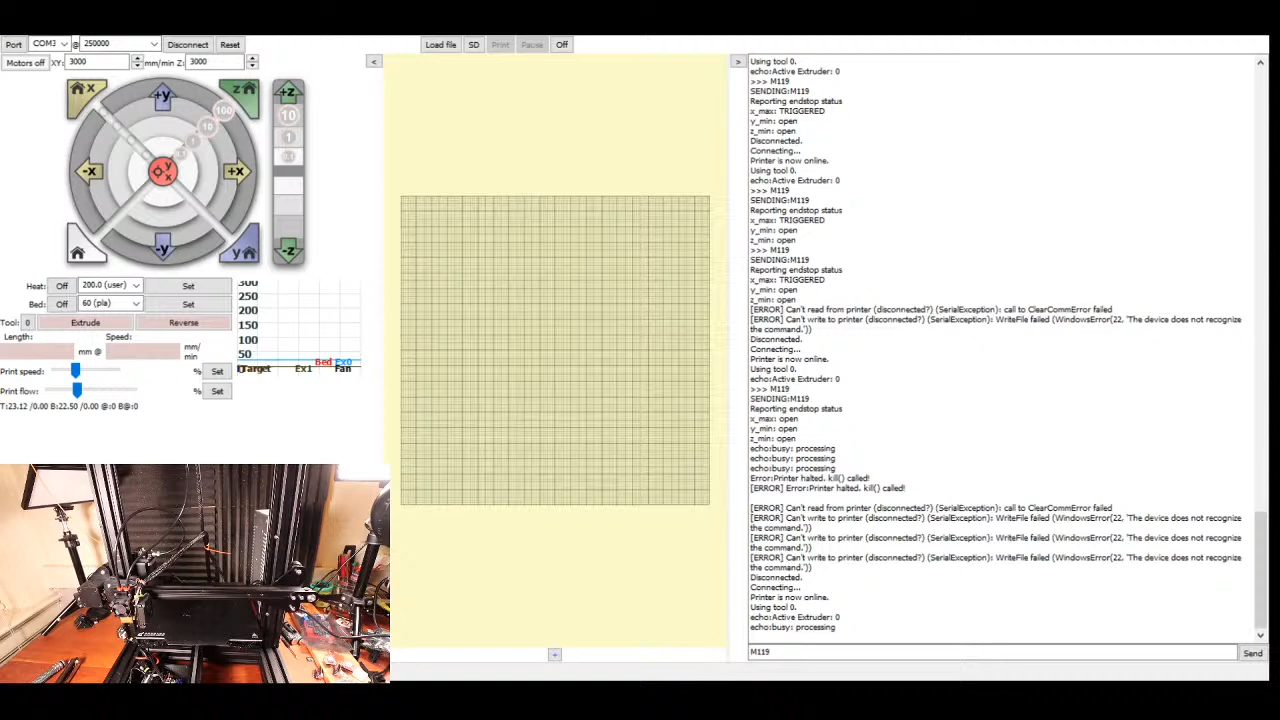 Port COM3 @ 250000 Disconnect Reset
Load file SD Print Pause Off
Motors off XY: 3000 mm/min Z: 3000
< >
x +y z
100
10
1
-x y x +x
-y y
+z
10
1
-z
Heat: Off 200.0 (user) Set
Bed: Off 60 (pla) Set
Tool: 0 Extrude Reverse
Length: Speed:
mm @ mm/
min
Print speed: % Set
Print flow: % Set
T:23.12 /0.00 B:22.50 /0.00 @:0 B@:0
300
250
200
150
100
50
Bed Ex0
Target Ex1 Fan
+
Using tool 0.
echo:Active Extruder: 0
>>> M119
SENDING:M119
Reporting endstop status
x_max: TRIGGERED
y_min: open
z_min: open
Disconnected.
Connecting...
Printer is now online.
Using tool 0.
echo:Active Extruder: 0
>>> M119
SENDING:M119
Reporting endstop status
x_max: TRIGGERED
y_min: open
z_min: open
>>> M119
SENDING:M119
Reporting endstop status
x_max: TRIGGERED
y_min: open
z_min: open
[ERROR] Can't read from printer (disconnected?) (SerialException): call to ClearCommError failed
[ERROR] Can't write to printer (disconnected?) (SerialException): WriteFile failed (WindowsError(22, 'The device does not recognize
the command.'))
Disconnected.
Connecting...
Printer is now online.
Using tool 0.
echo:Active Extruder: 0
>>> M119
SENDING:M119
Reporting endstop status
x_max: open
y_min: open
z_min: open
echo:busy: processing
echo:busy: processing
echo:busy: processing
Error:Printer halted. kill() called!
[ERROR] Error:Printer halted. kill() called!
[ERROR] Can't read from printer (disconnected?) (SerialException): call to ClearCommError failed
[ERROR] Can't write to printer (disconnected?) (SerialException): WriteFile failed (WindowsError(22, 'The device does not recognize
the command.'))
[ERROR] Can't write to printer (disconnected?) (SerialException): WriteFile failed (WindowsError(22, 'The device does not recognize
the command.'))
[ERROR] Can't write to printer (disconnected?) (SerialException): WriteFile failed (WindowsError(22, 'The device does not recognize
the command.'))
Disconnected.
Connecting...
Printer is now online.
Using tool 0.
echo:Active Extruder: 0
echo:busy: processing
M119 Send